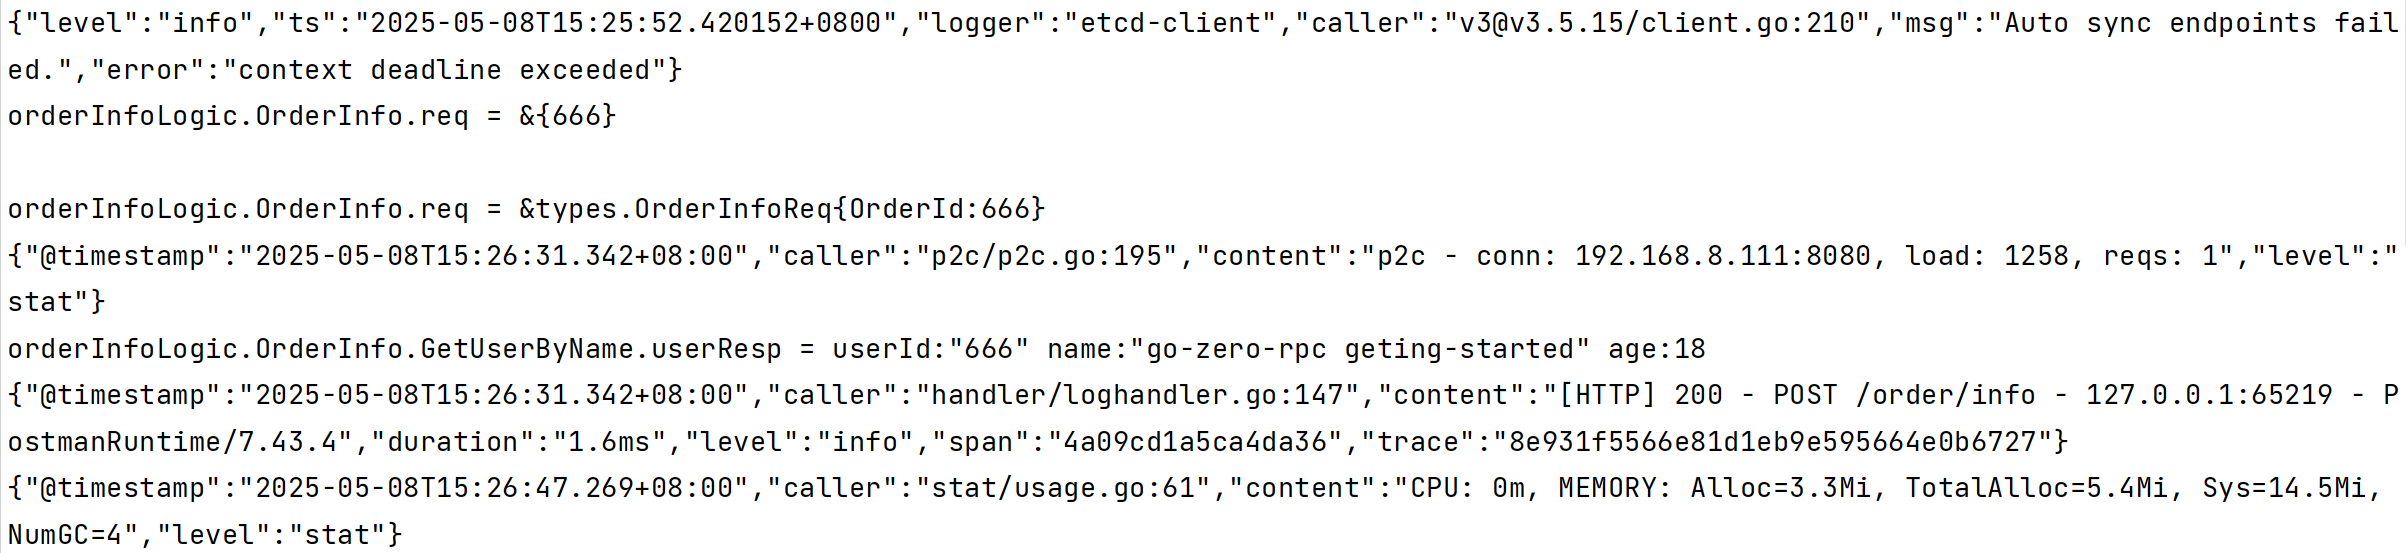 {"level":"info","ts":"2025-05-08T15:25:52.420152+0800","logger":"etcd-client","caller":"v3@v3.5.15/client.go:210","msg":"Auto sync endpoints fail
ed.","error":"context deadline exceeded"}
orderInfoLogic.OrderInfo.req = &{666}
orderInfoLogic.OrderInfo.req = &types.OrderInfoReq{OrderId:666}
{"@timestamp":"2025-05-08T15:26:31.342+08:00","caller":"p2c/p2c.go:195","content":"p2c - conn: 192.168.8.111:8080, load: 1258, reqs: 1","level":"
stat"}
orderInfoLogic.OrderInfo.GetUserByName.userResp = userId:"666" name:"go-zero-rpc geting-started" age:18
{"@timestamp":"2025-05-08T15:26:31.342+08:00","caller":"handler/loghandler.go:147","content":"[HTTP] 200 - POST /order/info - 127.0.0.1:65219 - P
ostmanRuntime/7.43.4","duration":"1.6ms","level":"info","span":"4a09cd1a5ca4da36","trace":"8e931f5566e81d1eb9e595664e0b6727"}
{"@timestamp":"2025-05-08T15:26:47.269+08:00","caller":"stat/usage.go:61","content":"CPU: 0m, MEMORY: Alloc=3.3Mi, TotalAlloc=5.4Mi, Sys=14.5Mi,
NumGC=4","level":"stat"}